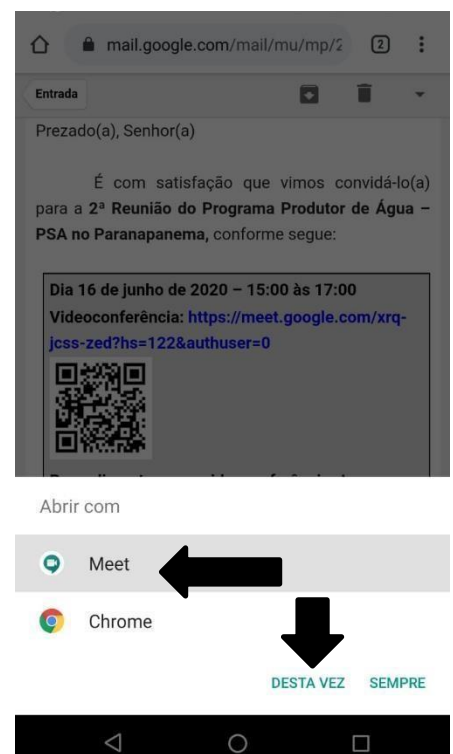 mail.google.com/mail/mu/mp/2
2
Entrada
Prezado(a), Senhor(a)
É com satisfação que vimos convidá-lo(a)
para a 2ª Reunião do Programa Produtor de Água –
PSA no Paranapanema, conforme segue:
Dia 16 de junho de 2020 – 15:00 às 17:00
Videoconferência: https://meet.google.com/xrq-
jcss-zed?hs=122&authuser=0
Abrir com
Meet
Chrome
DESTA VEZ SEMPRE